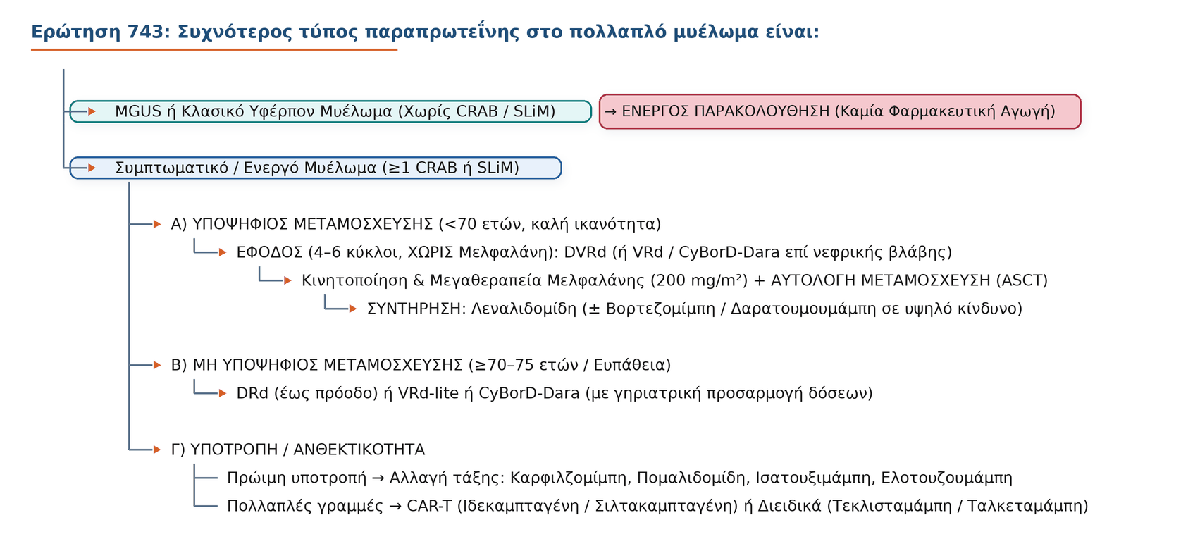 Ερώτηση 743: Συχνότερος τύπος παραπρωτεΐνης στο πολλαπλό μυέλωμα είναι:
MGUS ή Κλασικό Υφέρπον Μυέλωμα (Χωρίς CRAB / SLiM) → ΕΝΕΡΓΟΣ ΠΑΡΑΚΟΛΟΥΘΗΣΗ (Καμία Φαρμακευτική Αγωγή)
Συμπτωματικό / Ενεργό Μυέλωμα (≥1 CRAB ή SLiM)
Α) ΥΠΟΨΗΦΙΟΣ ΜΕΤΑΜΟΣΧΕΥΣΗΣ (<70 ετών, καλή ικανότητα)
ΕΦΟΔΟΣ (4–6 κύκλοι, ΧΩΡΙΣ Μελφαλάνη): DVRd (ή VRd / CyBorD-Dara επί νεφρικής βλάβης)
Κινητοποίηση & Μεγαθεραπεία Μελφαλάνης (200 mg/m²) + ΑΥΤΟΛΟΓΗ ΜΕΤΑΜΟΣΧΕΥΣΗ (ASCT)
ΣΥΝΤΗΡΗΣΗ: Λεναλιδομίδη (± Βορτεζομίμπη / Δαρατουμουμάμπη σε υψηλό κίνδυνο)
Β) ΜΗ ΥΠΟΨΗΦΙΟΣ ΜΕΤΑΜΟΣΧΕΥΣΗΣ (≥70–75 ετών / Ευπάθεια)
DRd (έως πρόοδο) ή VRd-lite ή CyBorD-Dara (με γηριατρική προσαρμογή δόσεων)
Γ) ΥΠΟΤΡΟΠΗ / ΑΝΘΕΚΤΙΚΟΤΗΤΑ
Πρώιμη υποτροπή → Αλλαγή τάξης: Καρφιλζομίμπη, Πομαλιδομίδη, Ισατουξιμάμπη, Ελοτουζουμάμπη
Πολλαπλές γραμμές → CAR-T (Ιδεκαμπταγένη / Σιλτακαμπταγένη) ή Διειδικά (Τεκλισταμάμπη / Ταλκεταμάμπη)